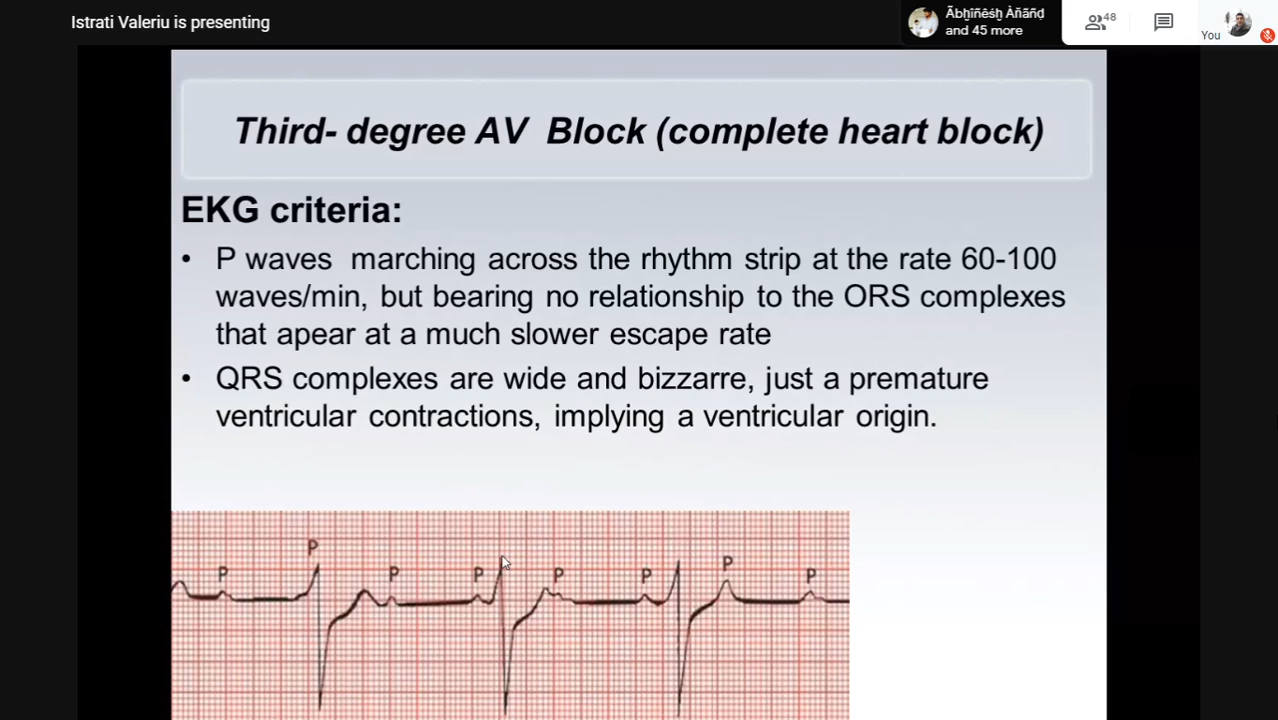 Istrati Valeriu is presenting
Ãbḫîñêśḫ Àñãñḍ
and 45 more
48
You
Third- degree AV Block (complete heart block)
EKG criteria:
• P waves marching across the rhythm strip at the rate 60-100
waves/min, but bearing no relationship to the ORS complexes
that apear at a much slower escape rate
• QRS complexes are wide and bizzarre, just a premature
ventricular contractions, implying a ventricular origin.
P P P P P P P P